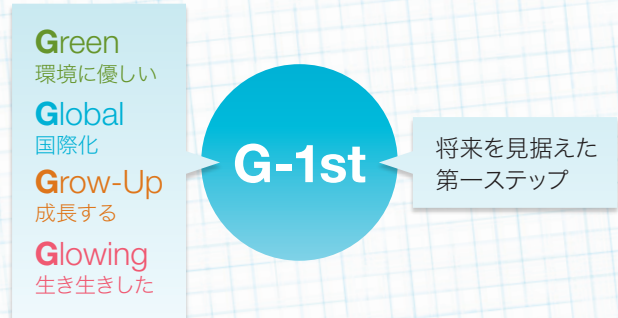 Green
環境に優しい
Global
国際化
Grow-Up
成長する
Glowing
生き生きした
G-1st
将来を見据えた
第一ステップ